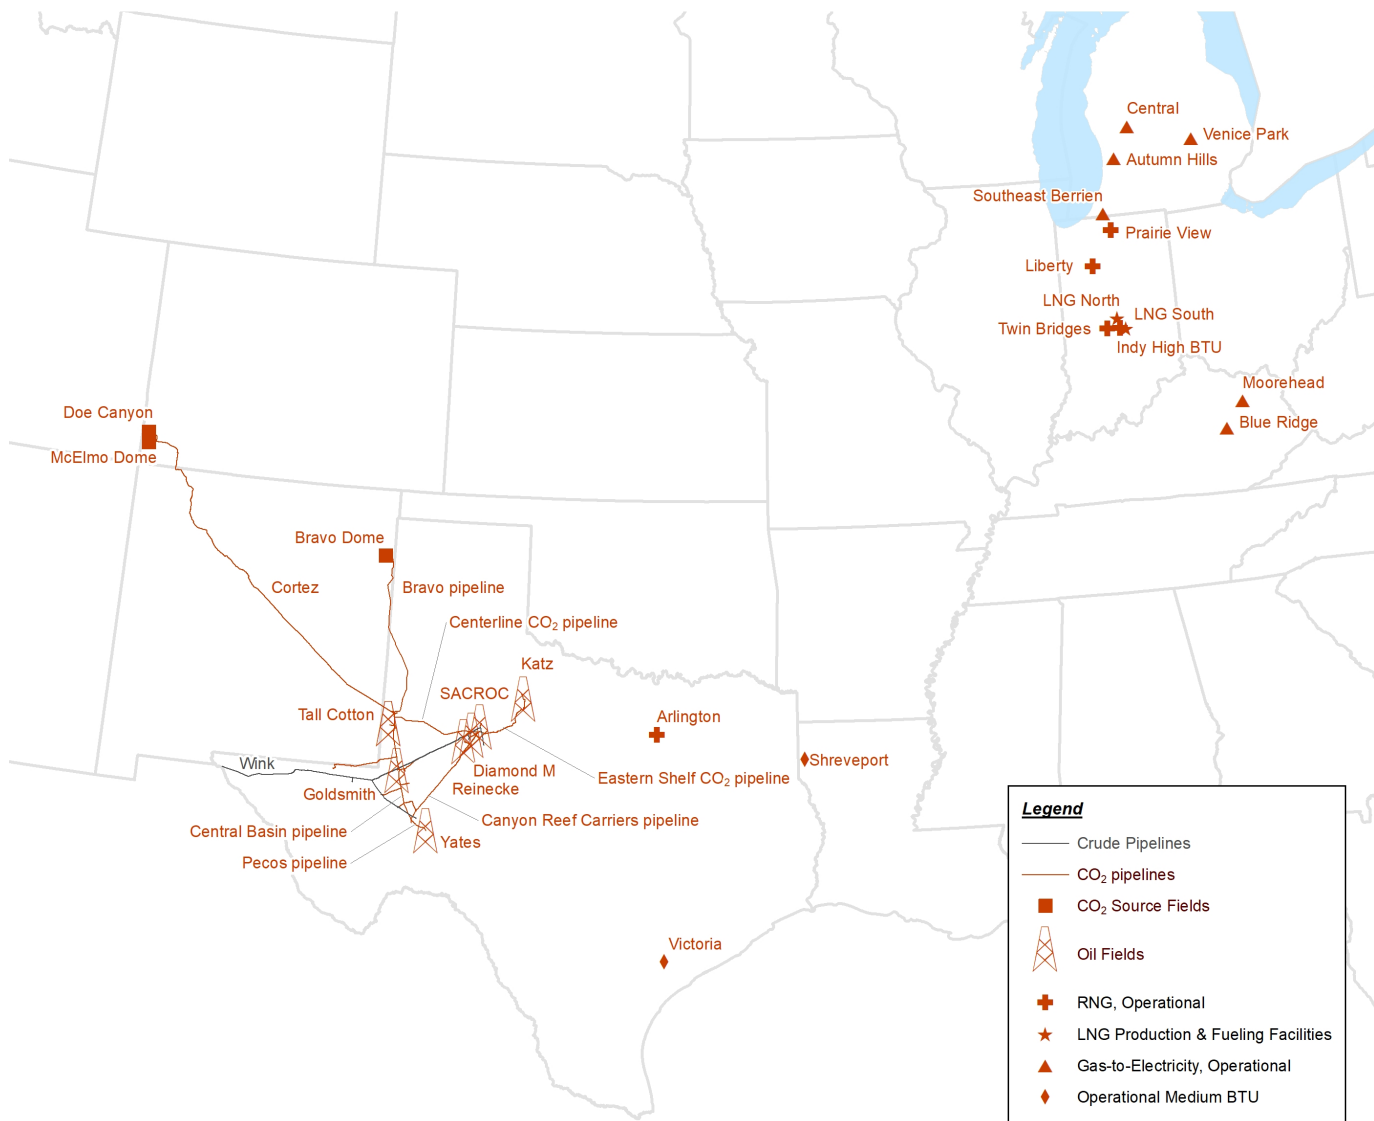 Central
Venice Park
Autumn Hills
Southeast Berrien
Prairie View
Liberty
LNG North
LNG South
Twin Bridges
Indy High BTU
Moorehead
Blue Ridge
Doe Canyon
McElmo Dome
Bravo Dome
Cortez
Bravo pipeline
Centerline CO₂ pipeline
Katz
SACROC
Tall Cotton
Arlington
Wink
Shreveport
Diamond M
Eastern Shelf CO₂ pipeline
Reinecke
Goldsmith
Canyon Reef Carriers pipeline
Central Basin pipeline
Yates
Pecos pipeline
Victoria
Legend
Crude Pipelines
CO₂ pipelines
CO₂ Source Fields
Oil Fields
RNG, Operational
LNG Production & Fueling Facilities
Gas-to-Electricity, Operational
Operational Medium BTU